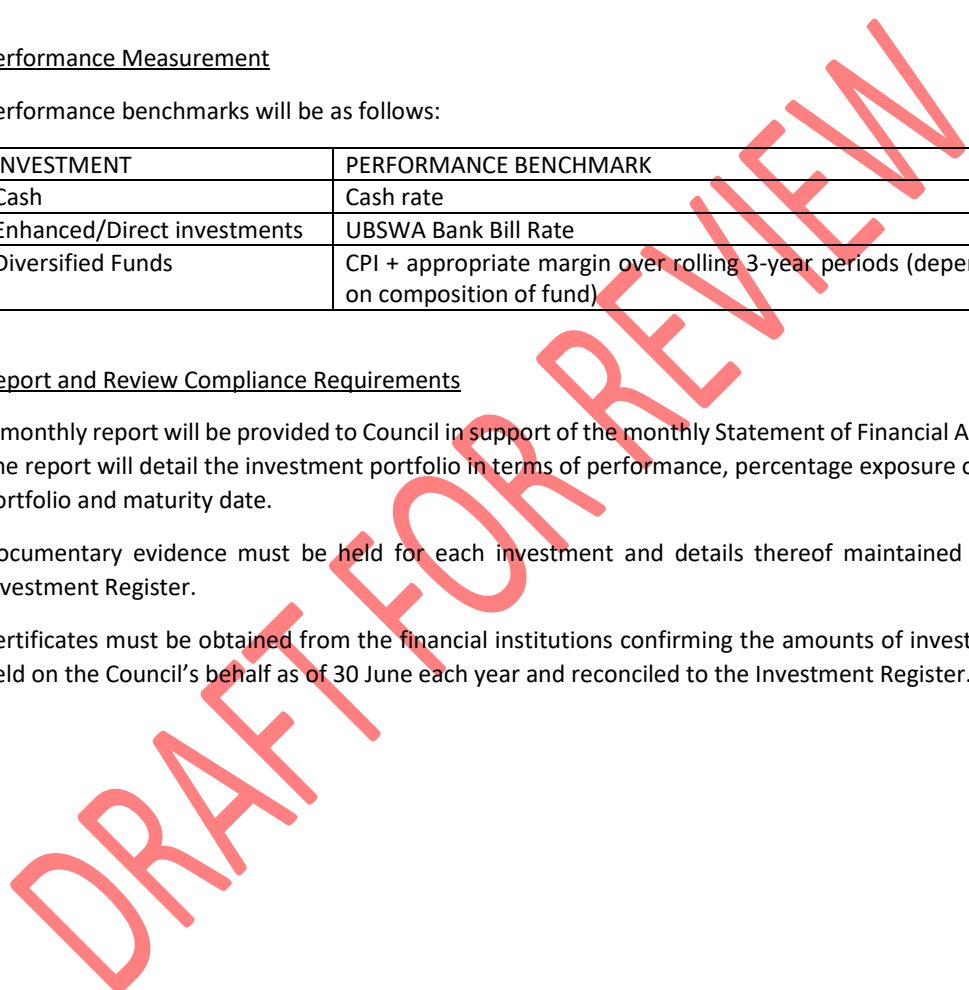 erformance Measurement
erformance benchmarks will be as follows:
NVESTMENT PERFORMANCE BENCHMARK
Cash Cash rate
Enhanced/Direct investments UBSWA Bank Bill Rate
Diversified Funds CPI + appropriate margin over rolling 3-year periods (deper
on composition of fund)
eport and Review Compliance Requirements
monthly report will be provided to Council in support of the monthly Statement of Financial A
he report will detail the investment portfolio in terms of performance, percentage exposure o
ortfolio and maturity date.
ocumentary evidence must be held for each investment and details thereof maintained
vestment Register.
ertificates must be obtained from the financial institutions confirming the amounts of invest
eld on the Council's behalf as of 30 June each year and reconciled to the Investment Register.
DRAFT FOR REVIEW